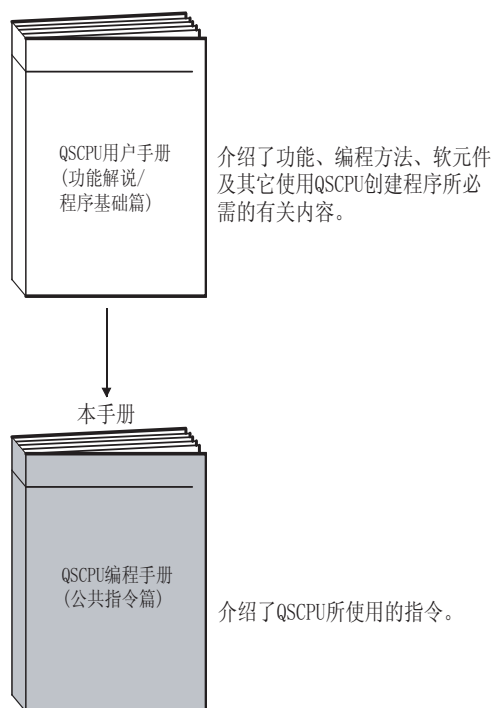 QSCPU用户手册
(功能解说/
程序基础篇)
介绍了功能、编程方法、软元件
及其它使用QSCPU创建程序所必
需的有关内容。
本手册
QSCPU编程手册
(公共指令篇)
介绍了QSCPU所使用的指令。